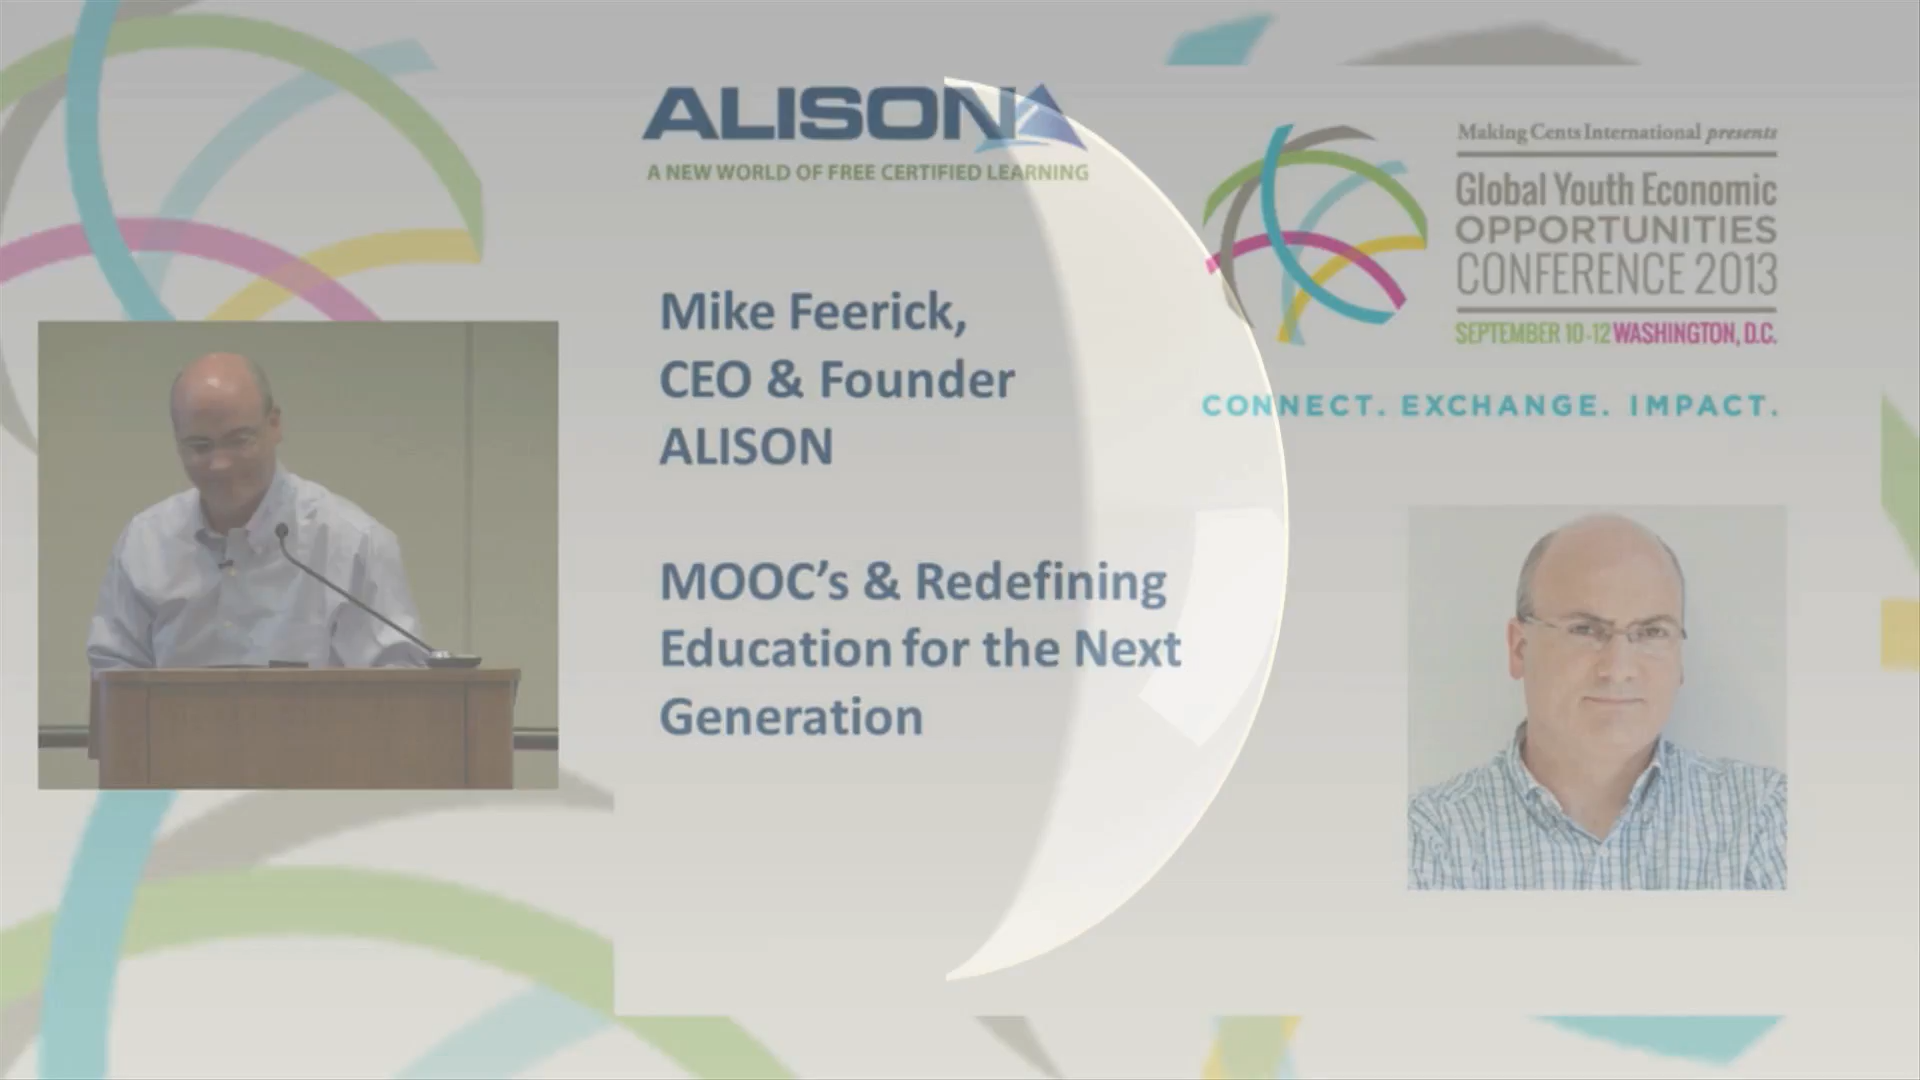 ALISON
A NEW WORLD OF FREE CERTIFIED LEARNING
Mike Feerick,
CEO & Founder
ALISON
MOOC’s & Redefining
Education for the Next
Generation
Making Cents International presents
Global Youth Economic
OPPORTUNITIES
CONFERENCE 2013
SEPTEMBER 10-12 WASHINGTON, D.C.
CONNECT. EXCHANGE. IMPACT.